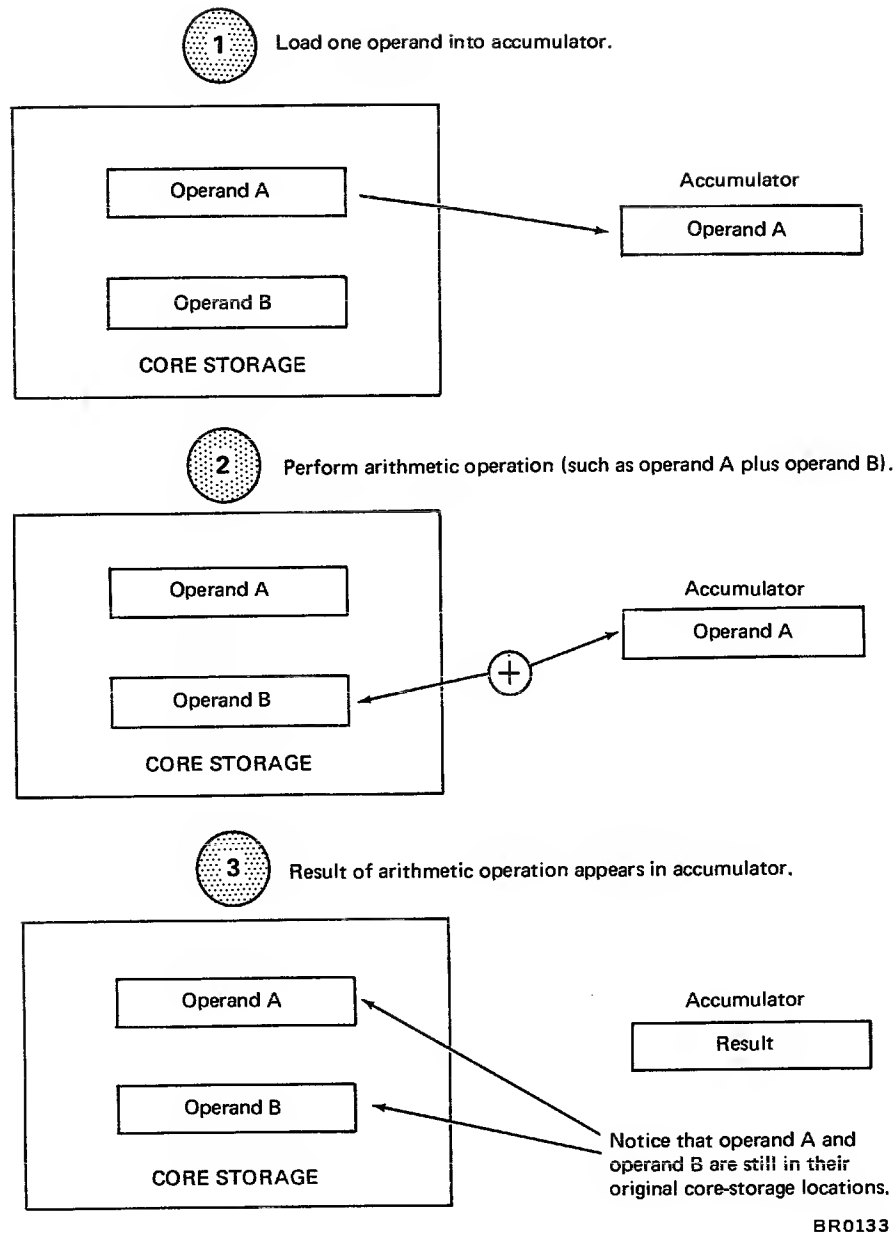 1 Load one operand into accumulator.
Operand A
Accumulator
Operand A
Operand B
CORE STORAGE
2 Perform arithmetic operation (such as operand A plus operand B).
Operand A
Accumulator
Operand A
+
Operand B
CORE STORAGE
3 Result of arithmetic operation appears in accumulator.
Operand A
Accumulator
Result
Operand B
Notice that operand A and
operand B are still in their
original core-storage locations.
CORE STORAGE
BR0133